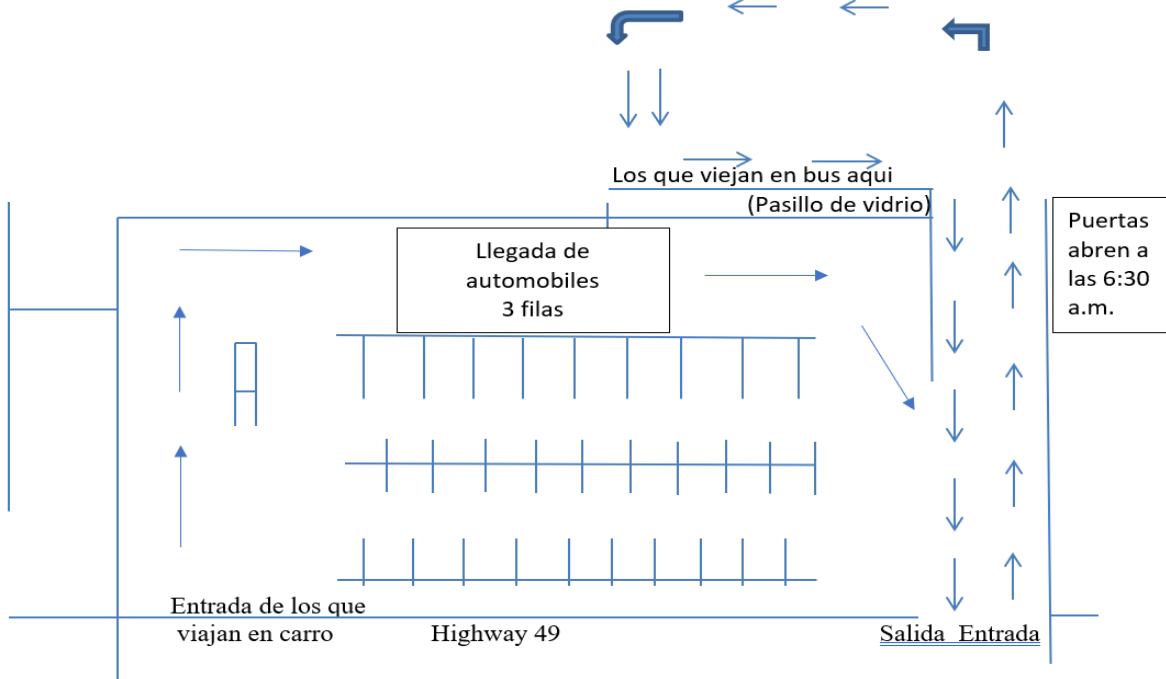 Los que viejan en bus aqui
(Pasillo de vidrio)
Llegada de
automobiles
3 filas
Puertas
abren a
las 6:30
a.m.
Entrada de los que
viajan en carro
Highway 49
Salida Entrada